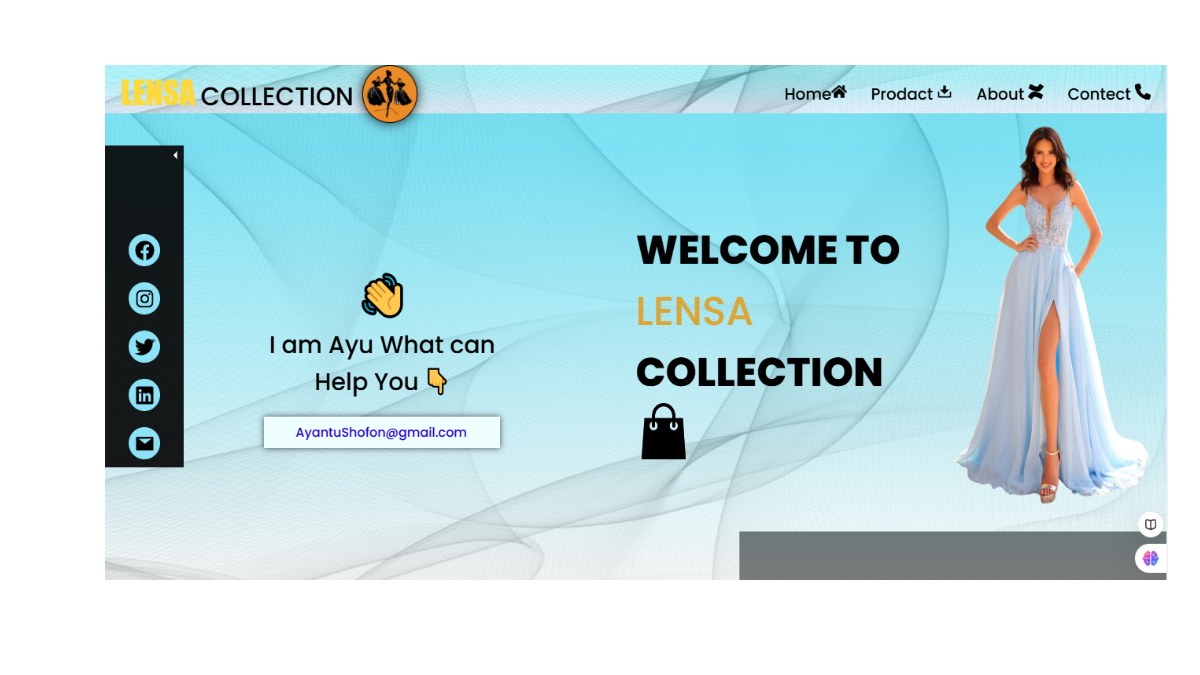 LENSA COLLECTION
Home Prodact About Contect
WELCOME TO
LENSA
COLLECTION
I am Ayu What can
Help You
AyantuShofon@gmail.com